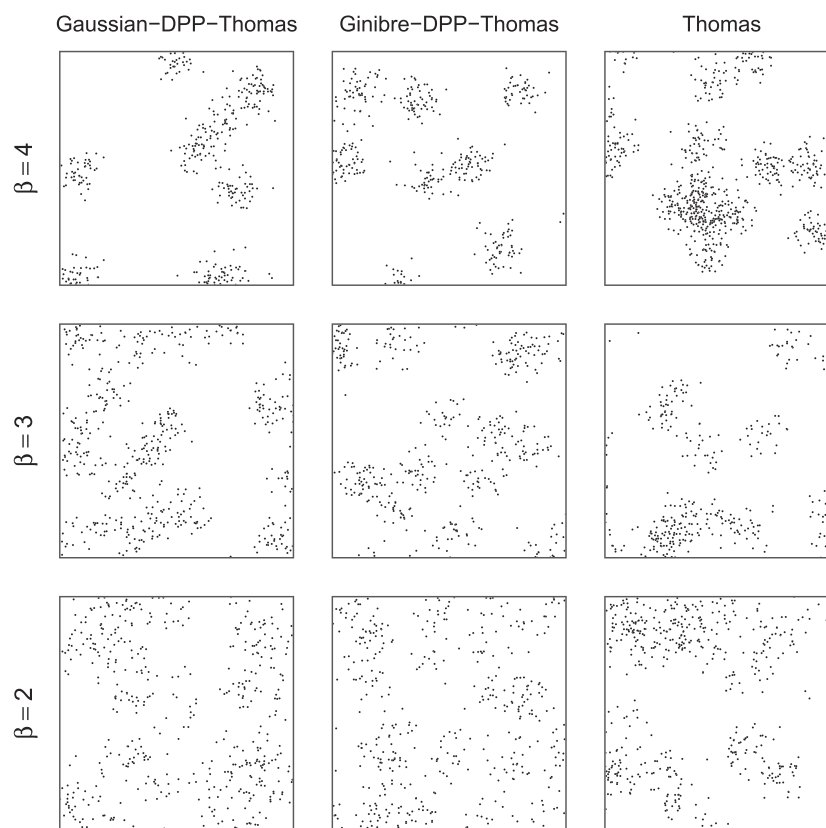 Gaussian−DPP−Thomas Ginibre−DPP−Thomas Thomas
β = 4
β = 3
β = 2